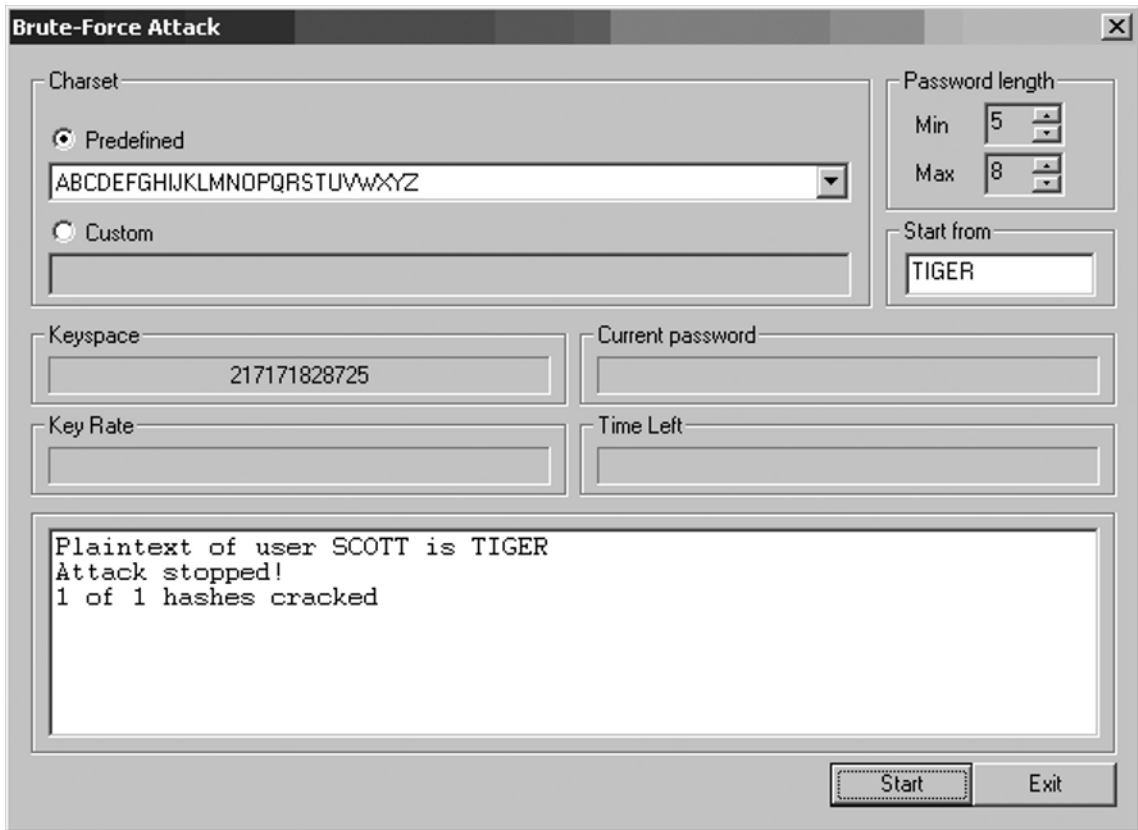 Brute-Force Attack
Charset
Predefined
ABCDEFGHIJKLMNOPQRSTUVWXYZ
Custom
Password length
Min 5
Max 8
Start from
TIGER
Keyspace
217171828725
Current password
Key Rate
Time Left
Plaintext of user SCOTT is TIGER
Attack stopped!
1 of 1 hashes cracked
Start
Exit